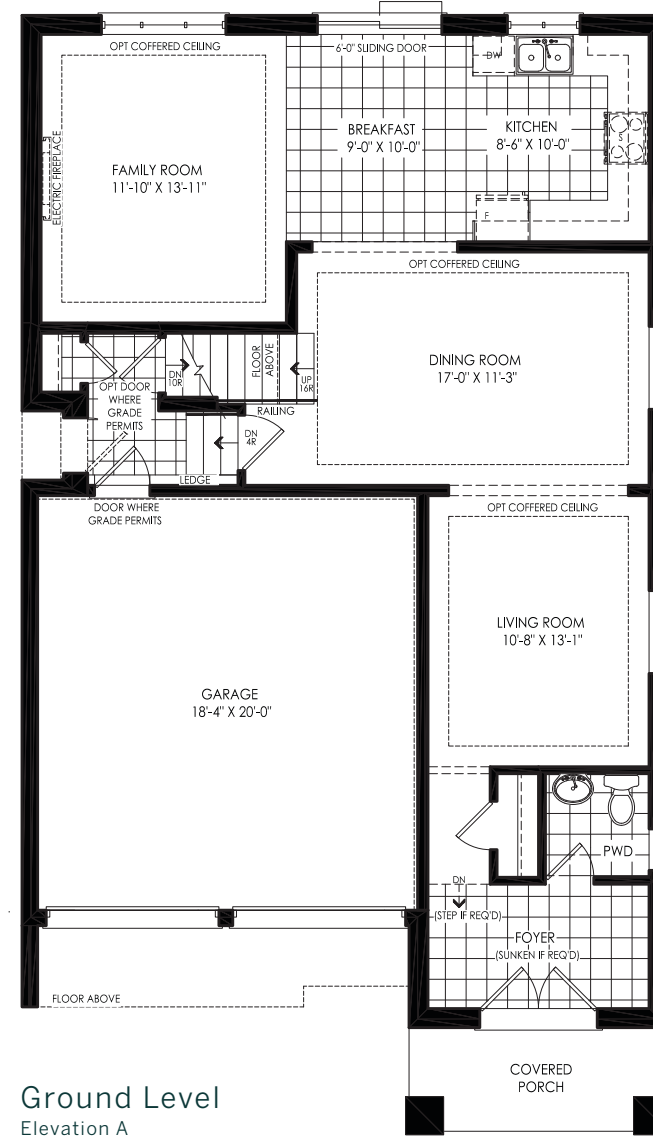 OPT COFFERED CEILING
6'-0" SLIDING DOOR
DW
BREAKFAST
9'-0" X 10'-0"
KITCHEN
8'-6" X 10'-0"
S
FAMILY ROOM
11'-10" X 13'-11"
ELECTRIC FIREPLACE
F
OPT COFFERED CEILING
DINING ROOM
17'-0" X 11'-3"
FLOOR
ABOVE
DN
10R
UP
16R
OPT DOOR
WHERE
GRADE
PERMITS
RAILING
DN
4R
LEDGE
DOOR WHERE
GRADE PERMITS
OPT COFFERED CEILING
LIVING ROOM
10'-8" X 13'-1"
GARAGE
18'-4" X 20'-0"
PWD
DN
(STEP IF REQ'D)
FOYER
(SUNKEN IF REQ'D)
FLOOR ABOVE
COVERED
PORCH
Ground Level
Elevation A